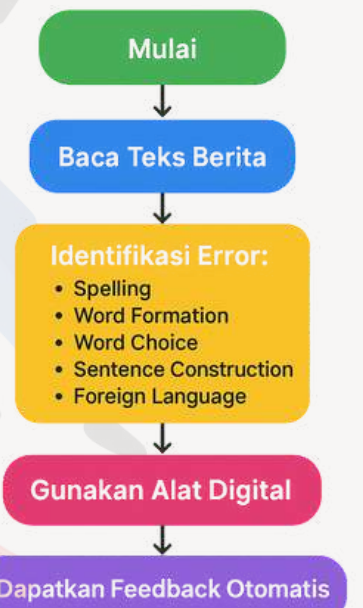 Mulai
Baca Teks Berita
Identifikasi Error:
• Spelling
• Word Formation
• Word Choice
• Sentence Construction
• Foreign Language
Gunakan Alat Digital
Dapatkan Feedback Otomatis